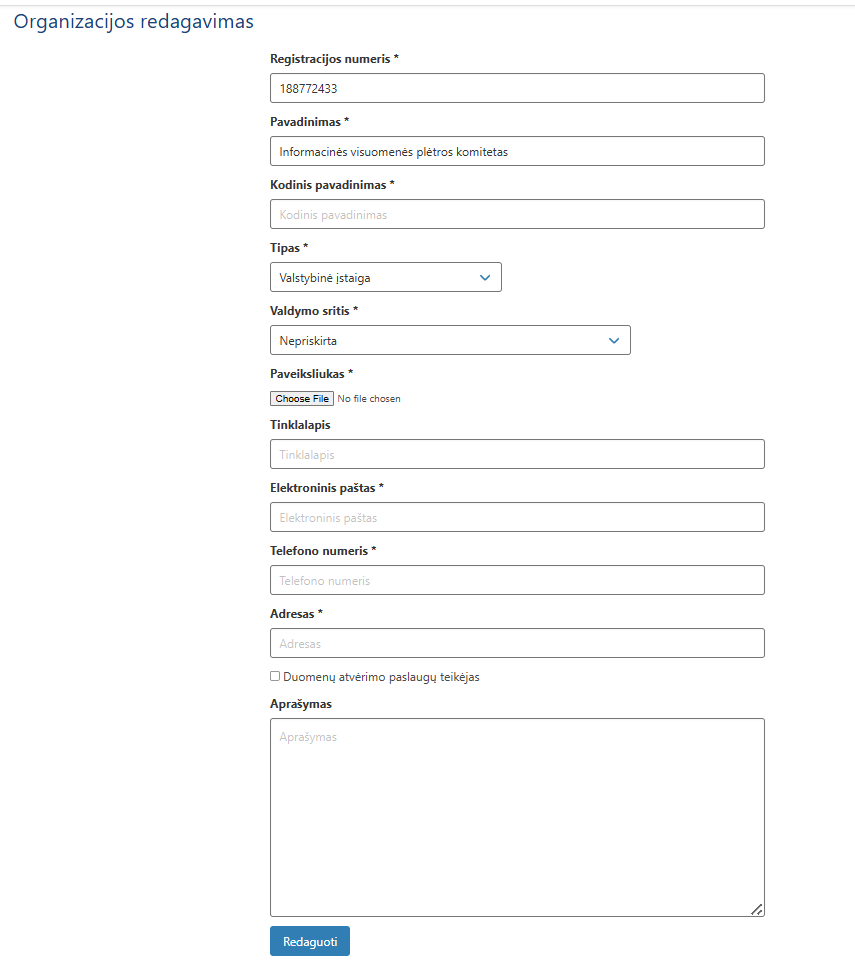 Organizacijos redagavimas
Registracijos numeris *
188772433
Pavadinimas *
Informacinės visuomenės plėtros komitetas
Kodinis pavadinimas *
Kodinis pavadinimas
Tipas *
Valstybinė įstaiga
Valdymo sritis *
Nepriskirta
Paveiksliukas *
Choose File No file chosen
Tinklalapis
Tinklalapis
Elektroninis paštas *
Elektroninis paštas
Telefono numeris *
Telefono numeris
Adresas *
Adresas
Duomenų atvėrimo paslaugų teikėjas
Aprašymas
Aprašymas
Redaguoti